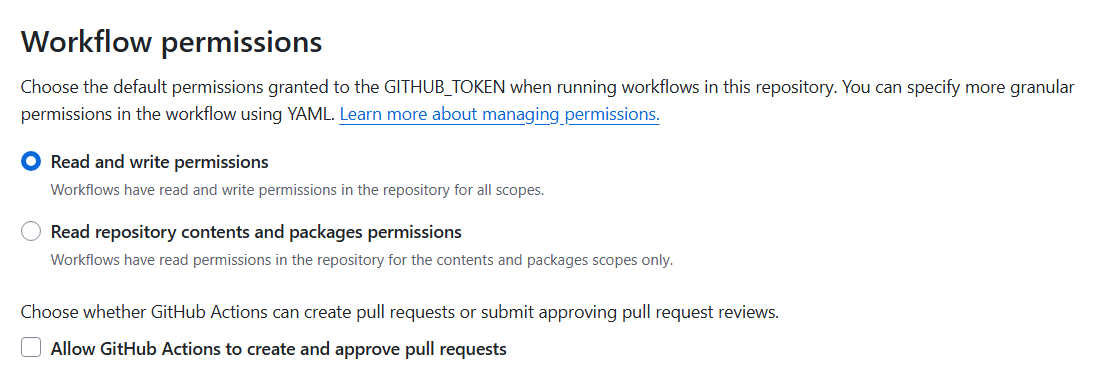 Workflow permissions
Choose the default permissions granted to the GITHUB_TOKEN when running workflows in this repository. You can specify more granular
permissions in the workflow using YAML. Learn more about managing permissions.
Read and write permissions
Workflows have read and write permissions in the repository for all scopes.
Read repository contents and packages permissions
Workflows have read permissions in the repository for the contents and packages scopes only.
Choose whether GitHub Actions can create pull requests or submit approving pull request reviews.
Allow GitHub Actions to create and approve pull requests